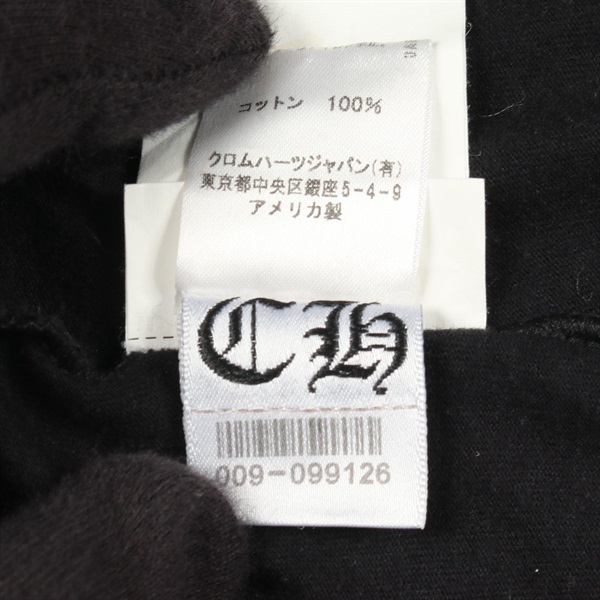 コットン 100%
クロムハーツジャパン(有)
東京都中央区銀座5-4-9
アメリカ製
CH
009-099126